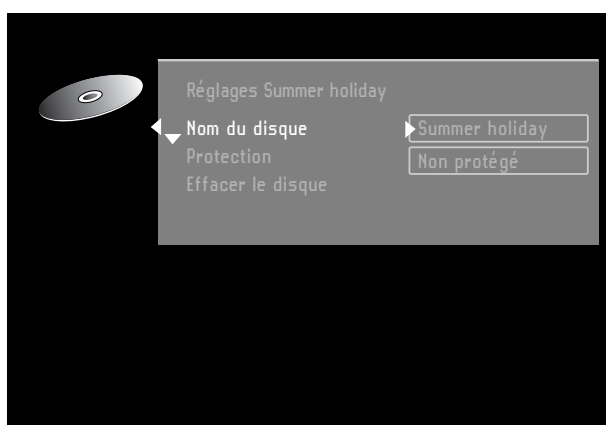 Réglages Summer holiday
Nom du disque Summer holiday
Protection Non protégé
Effacer le disque